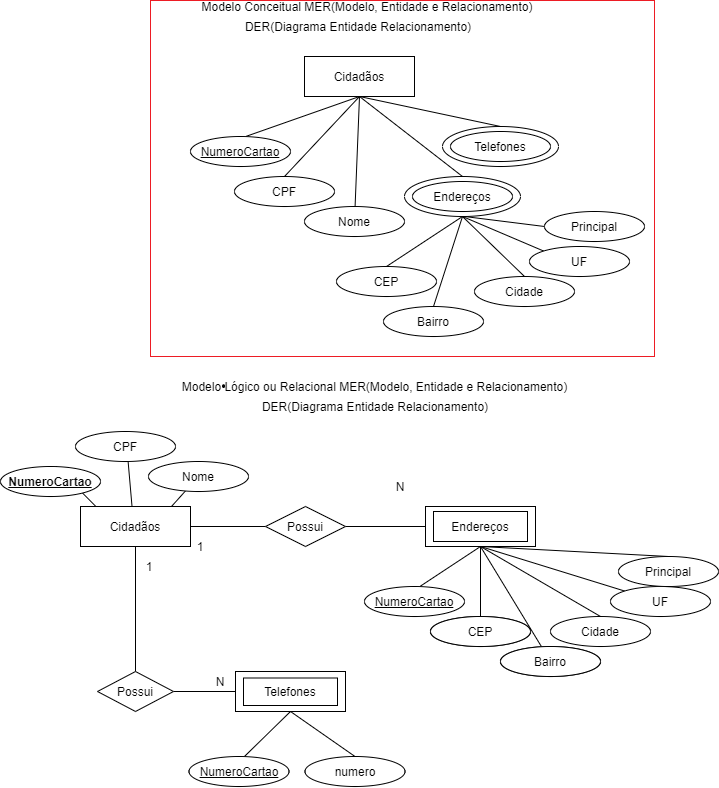 Modelo Conceitual MER(Modelo, Entidade e Relacionamento)
DER(Diagrama Entidade Relacionamento)
Cidadãos
NumeroCartao
Telefones
CPF
Endereços
Nome
Principal
UF
CEP
Cidade
Bairro
Modelo•Lógico ou Relacional MER(Modelo, Entidade e Relacionamento)
DER(Diagrama Entidade Relacionamento)
CPF
NumeroCartao
Nome
N
Cidadãos
Possui
Endereços
1
1
Principal
NumeroCartao
UF
CEP
Cidade
Bairro
N
Possui
Telefones
NumeroCartao
numero